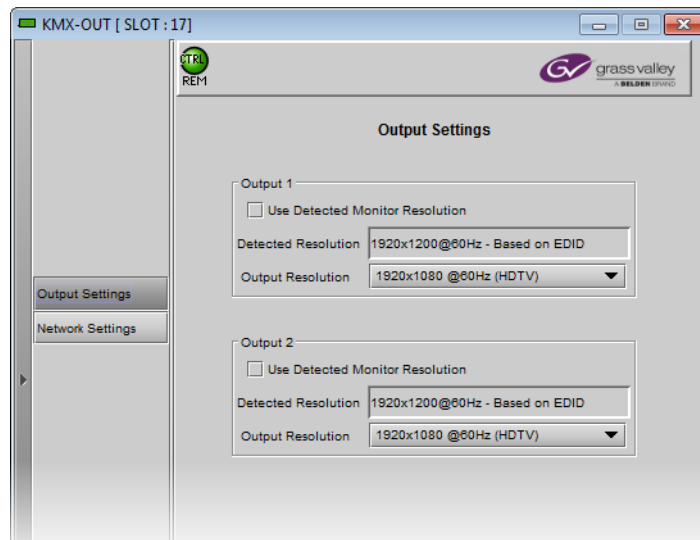 KMX-OUT [ SLOT : 17]
CTRL
REM
GV grassvalley
A BELDEN BRAND
Output Settings
Output 1
Use Detected Monitor Resolution
Detected Resolution 1920x1200@60Hz - Based on EDID
Output Resolution 1920x1080 @60Hz (HDTV)
Output Settings
Network Settings
Output 2
Use Detected Monitor Resolution
Detected Resolution 1920x1200@60Hz - Based on EDID
Output Resolution 1920x1080 @60Hz (HDTV)